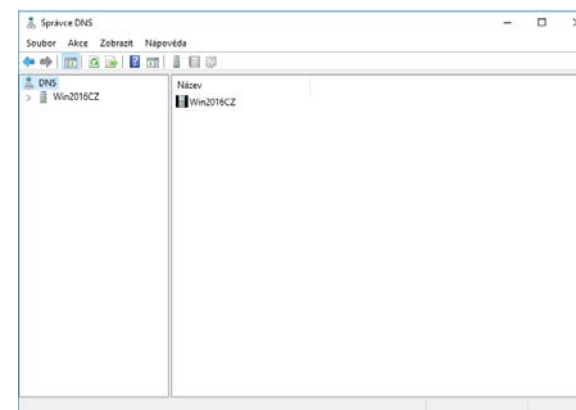 Správce DNS
Soubor Akce Zobrazit Nápověda
DNS
Win2016CZ
Název
Win2016CZ